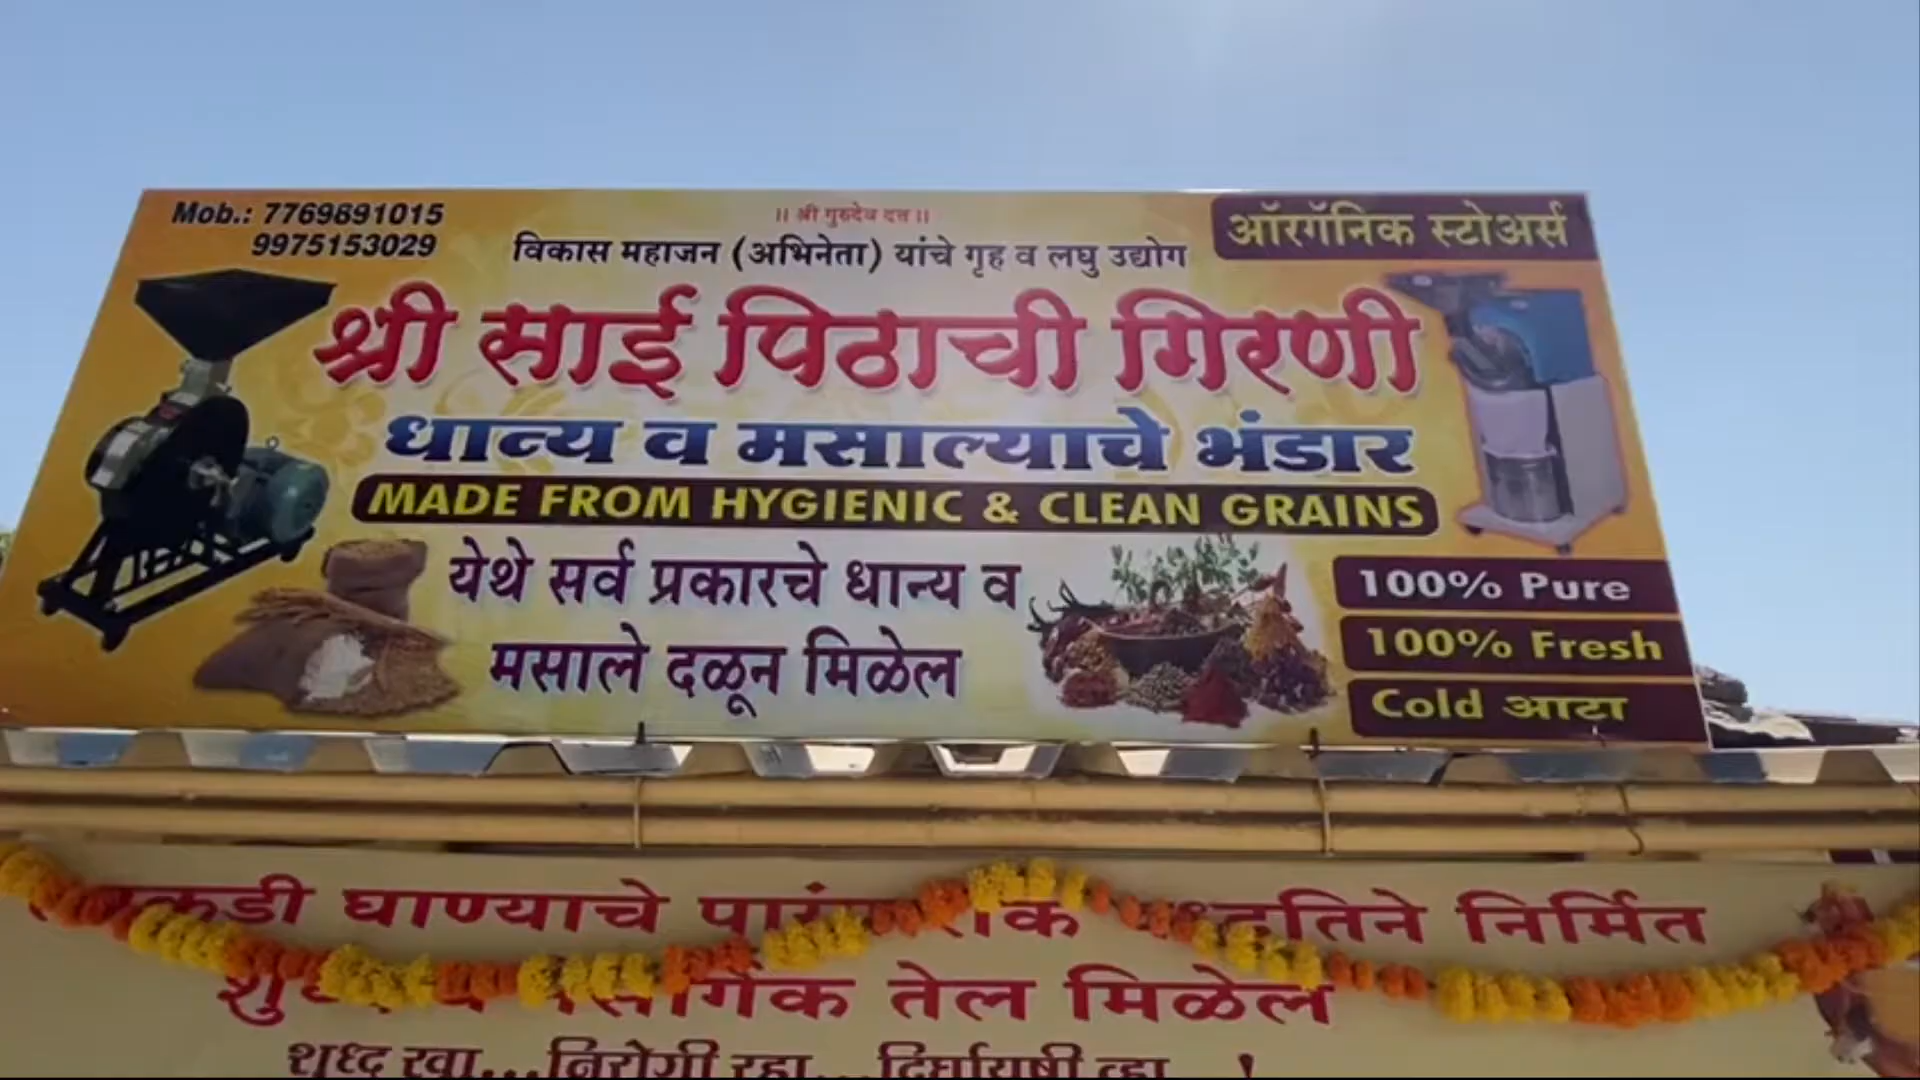 Mob.: 7769891015
9975153029
॥ श्री गुरुदेव दत्त ॥
विकास महाजन (अभिनेता) यांचे गृह व लघु उद्योग
ऑरगॅनिक स्टोअर्स
श्री साई पिठाची गिरणी
धान्य व मसाल्याचे भंडार
MADE FROM HYGIENIC & CLEAN GRAINS
येथे सर्व प्रकारचे धान्य व
मसाले दळून मिळेल
100% Pure
100% Fresh
Cold आटा
घाण्याचे निर्मित
तेल मिळेल
शुध्द खा...निरोगी रहा...दिर्घायुषी व्हा...!